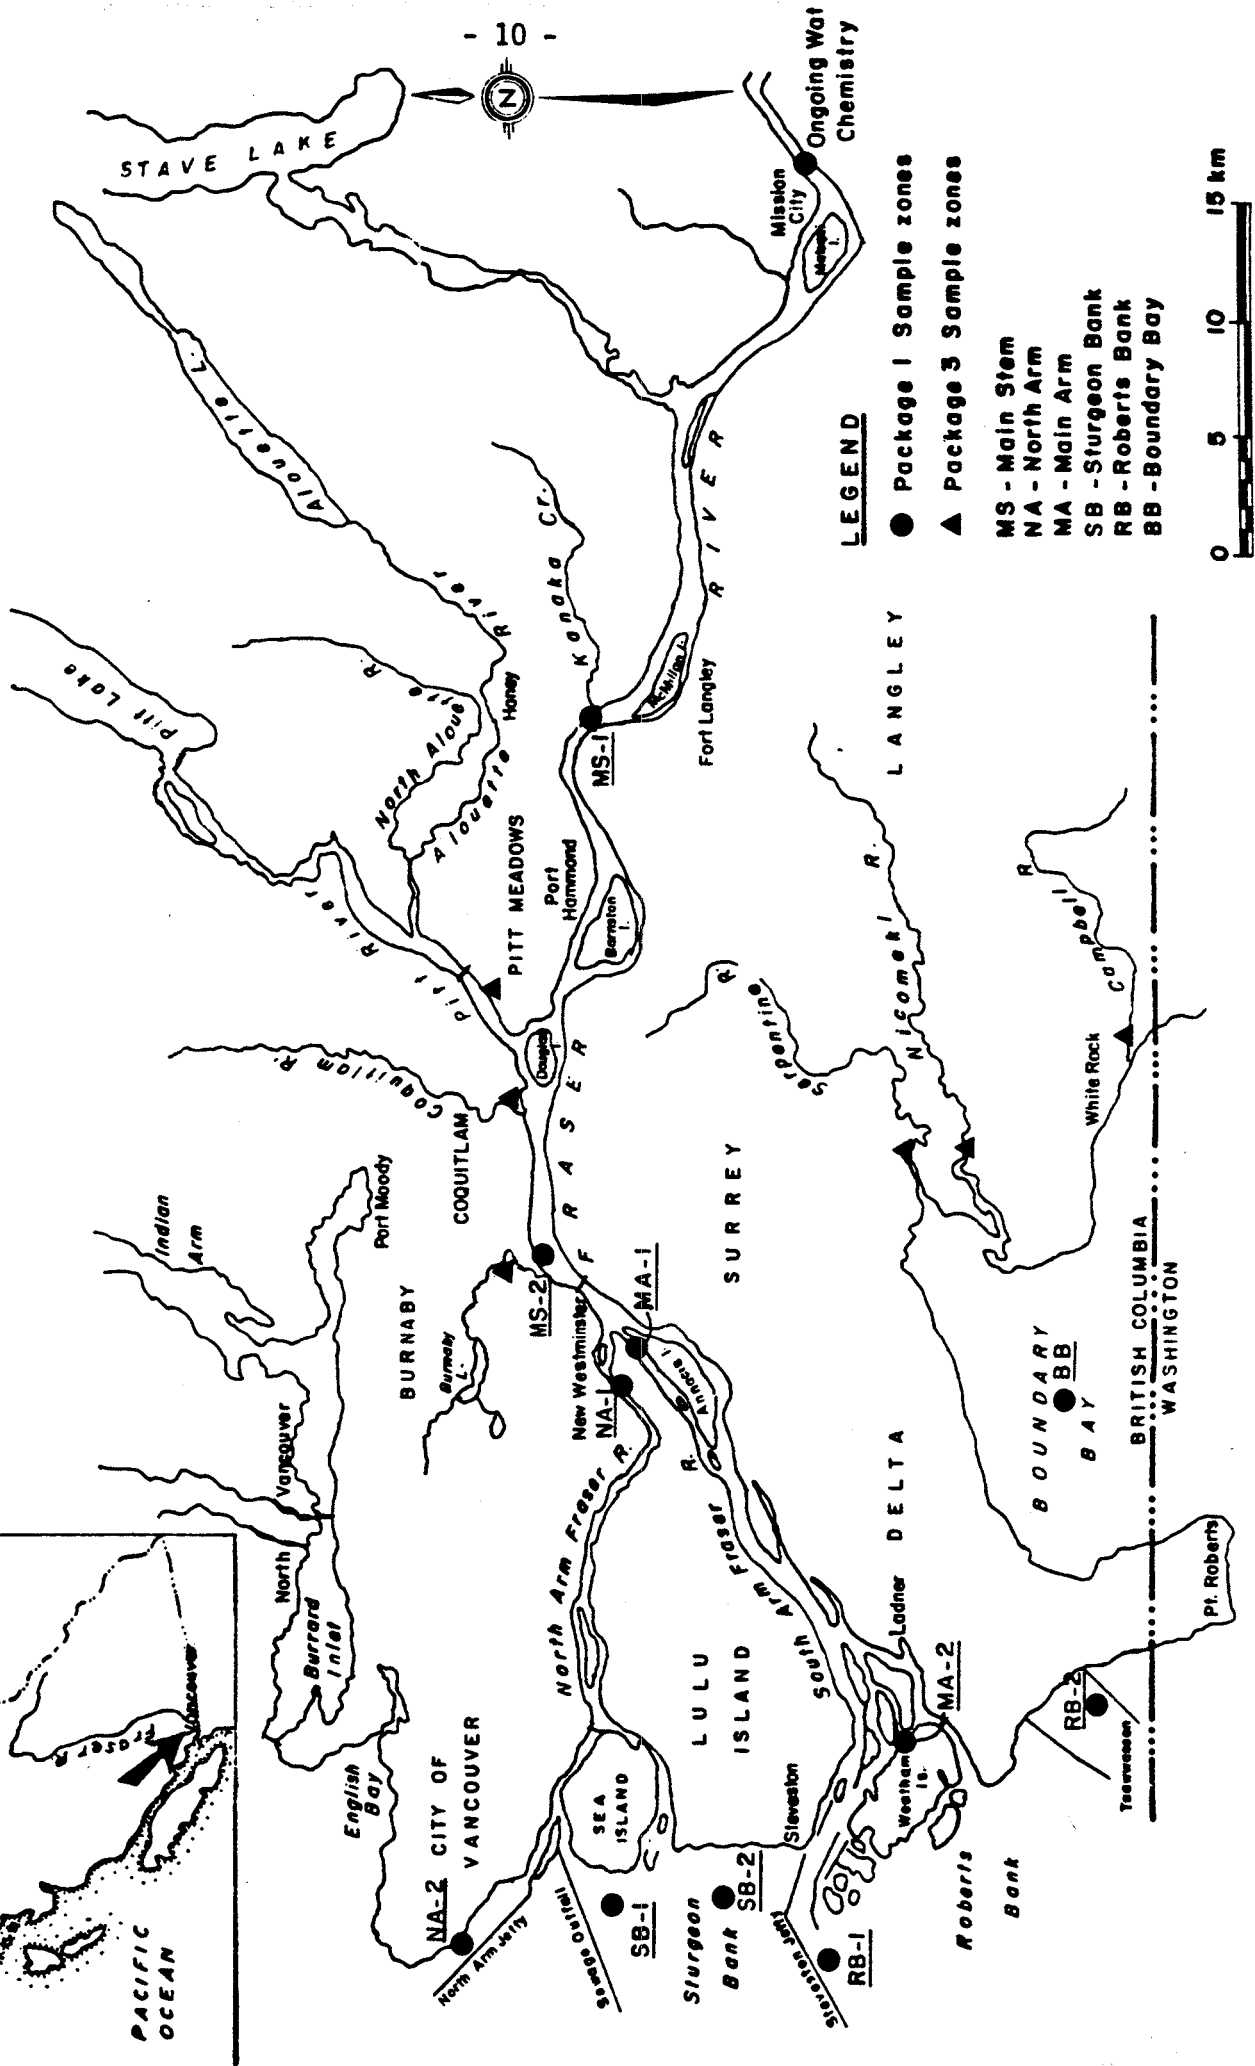 - 10 -
N
STAVE LAKE
Alouette L.
Pitt Lake
Pitt River
Pitt
North Alouette R.
Alouette River
Haney
Kanaka Cr.
Mission
City
Ongoing Wat
Chemistry
Matsqui
I.
MS-1
McMillan I.
Fort Langley
FRASER RIVER
PITT MEADOWS
Port
Hammond
Barnston
I.
Douglas
I.
Coquitlam R.
COQUITLAM
Indian
Arm
Port Moody
BURNABY
Burnaby
L.
MS-2
New Westminster
NA-1
MA-1
Annacis I.
North
Vancouver
Burrard
Inlet
English
Bay
CITY OF
VANCOUVER
NA-2
North Arm Jetty
North Arm Fraser R.
SEA
ISLAND
Sewage Outfall
SB-1
LULU
ISLAND
Sturgeon
Bank
SB-2
Steveston
Steveston Jetty
RB-1
South Arm Fraser R.
Ladner
DELTA
MA-2
Westham
Is.
Roberts
Bank
RB-2
Tsawwassen
Pt. Roberts
SURREY
LANGLEY
Serpentine R.
Nicomekl R.
Campbell R.
White Rock
BOUNDARY
BAY
BB
BRITISH COLUMBIA
WASHINGTON
PACIFIC
OCEAN
Fraser R.
Vancouver
LEGEND
Package 1 Sample zones
Package 3 Sample zones
MS - Main Stem
NA - North Arm
MA - Main Arm
SB - Sturgeon Bank
RB - Roberts Bank
BB - Boundary Bay
0 5 10 15 km